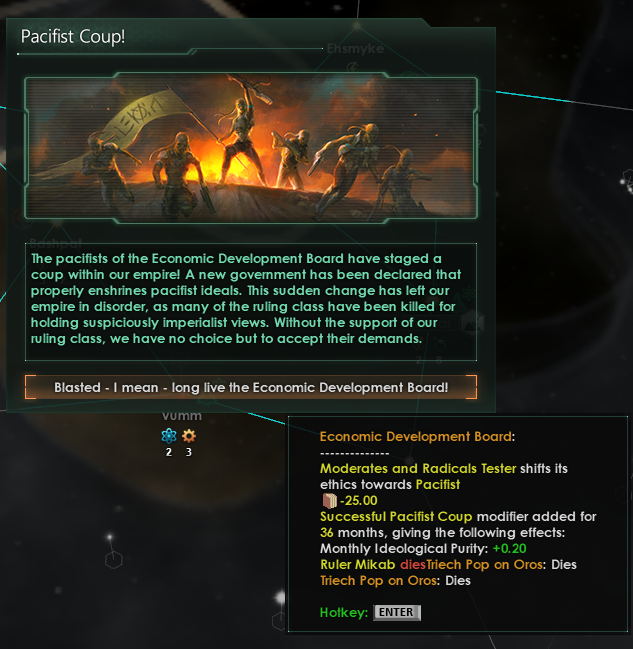 Pacifist Coup!
Ehsmyke
Bashpat
The pacifists of the Economic Development Board have staged a
coup within our empire! A new government has been declared that
properly enshrines pacifist ideals. This sudden change has left our
empire in disorder, as many of the ruling class have been killed for
holding suspiciously imperialist views. Without the support of our
ruling class, we have no choice but to accept their demands.
Blasted - I mean - long live the Economic Development Board!
Vumm
2 3
Economic Development Board:
--------------
Moderates and Radicals Tester shifts its
ethics towards Pacifist
-25.00
Successful Pacifist Coup modifier added for
36 months, giving the following effects:
Monthly Ideological Purity: +0.20
Ruler Mikab diesTriech Pop on Oros: Dies
Triech Pop on Oros: Dies
Hotkey: ENTER